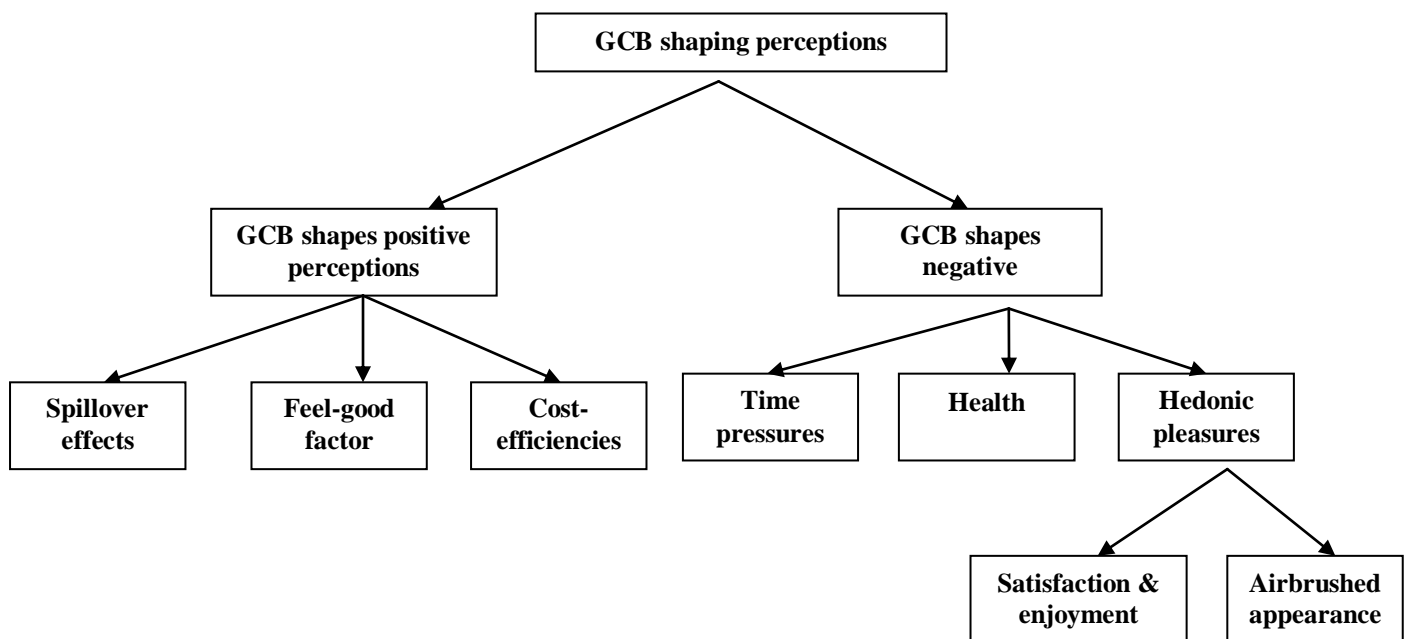 GCB shaping perceptions
GCB shapes positive
perceptions
GCB shapes
negative
Spillover
effects
Feel-good
factor
Cost-
efficiencies
Time
pressures
Health
Hedonic
pleasures
Satisfaction &
enjoyment
Airbrushed
appearance